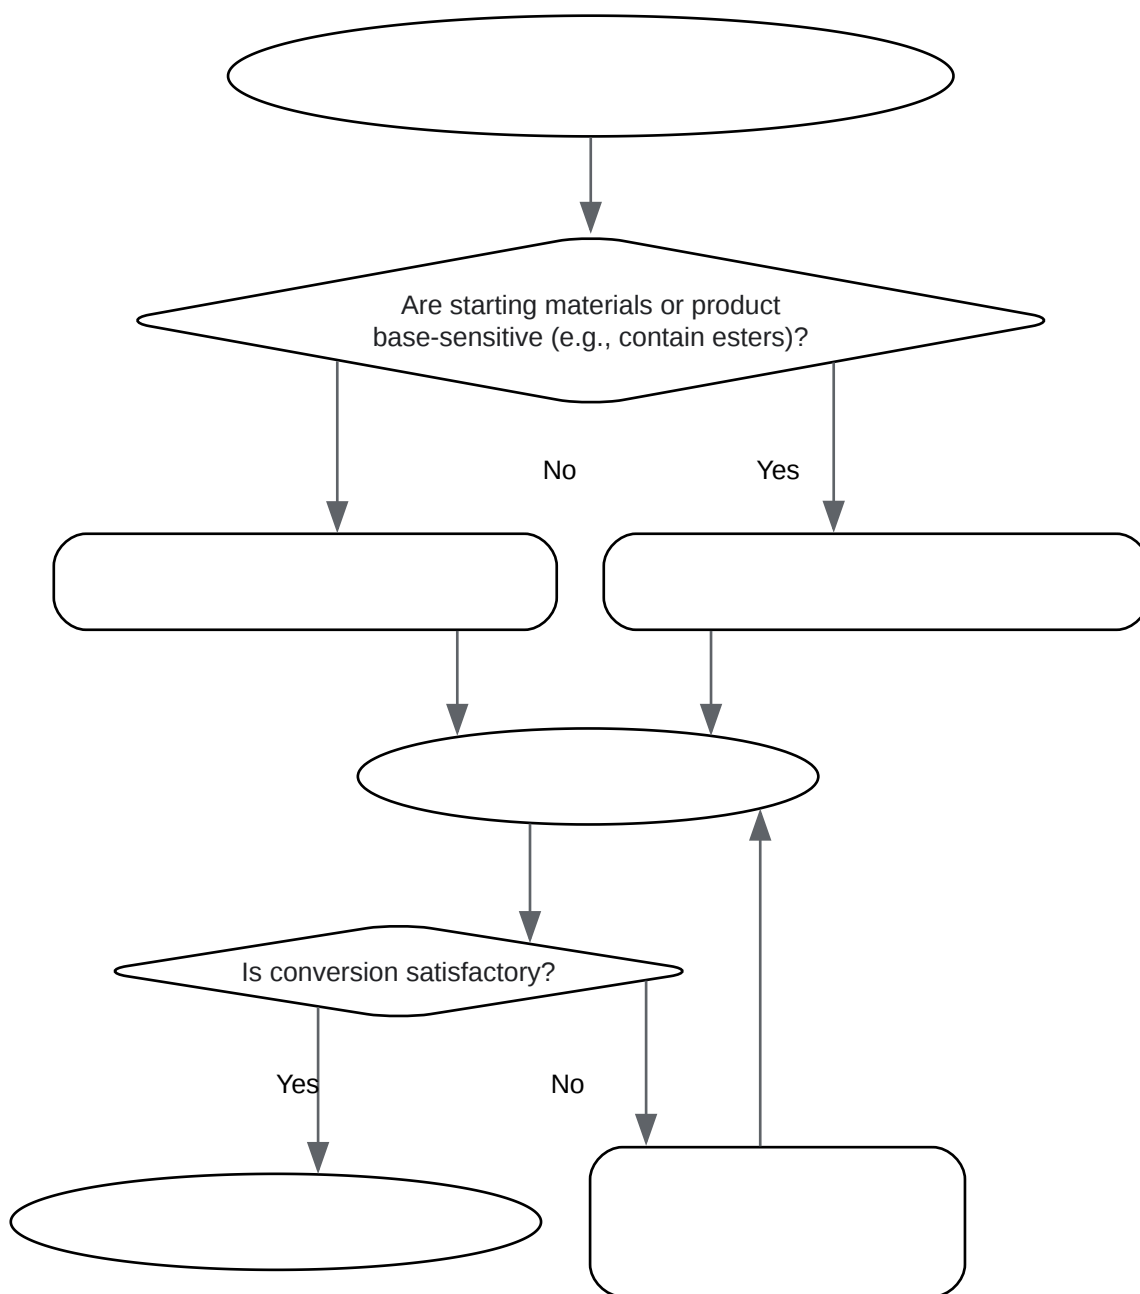 Are starting materials or product
base-sensitive (e.g., contain esters)?
No
Yes
Is conversion satisfactory?
Yes
No